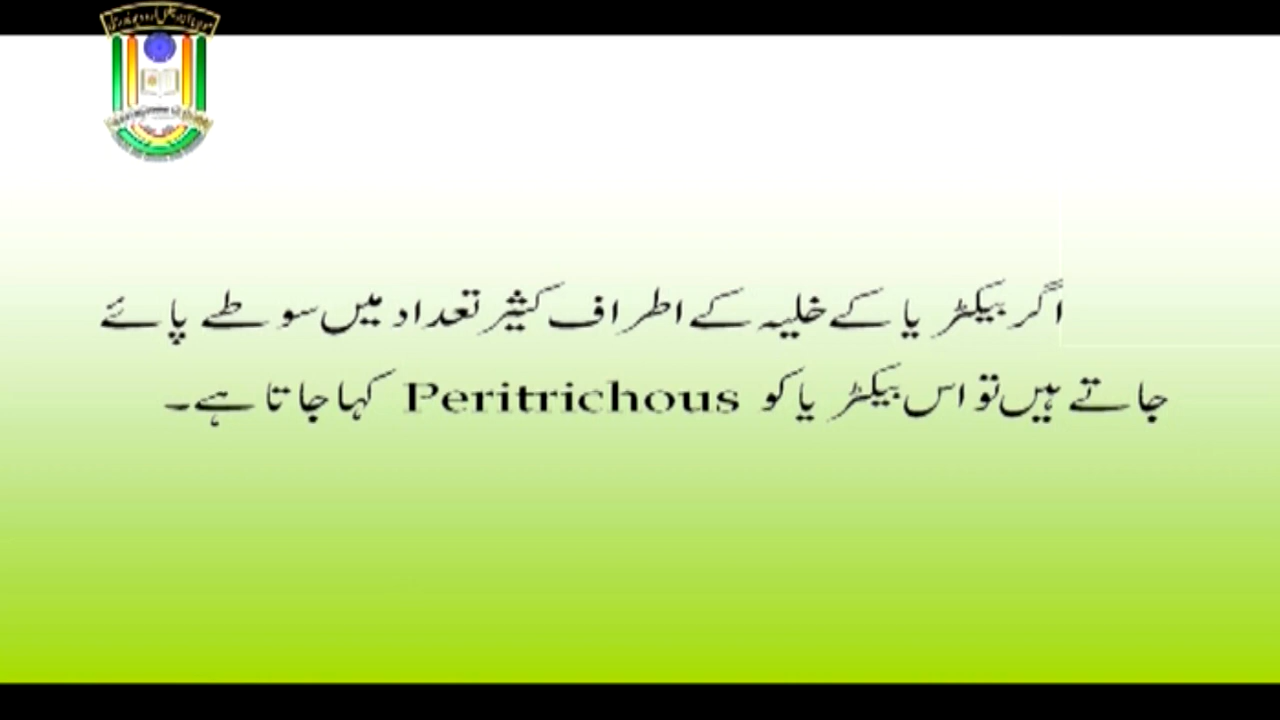 اگر بیکٹریا کے خلیہ کے اطراف کثیر تعداد میں سوطے پائے
جاتے ہیں تو اس بیکٹریا کو Peritrichous کہا جاتا ہے۔